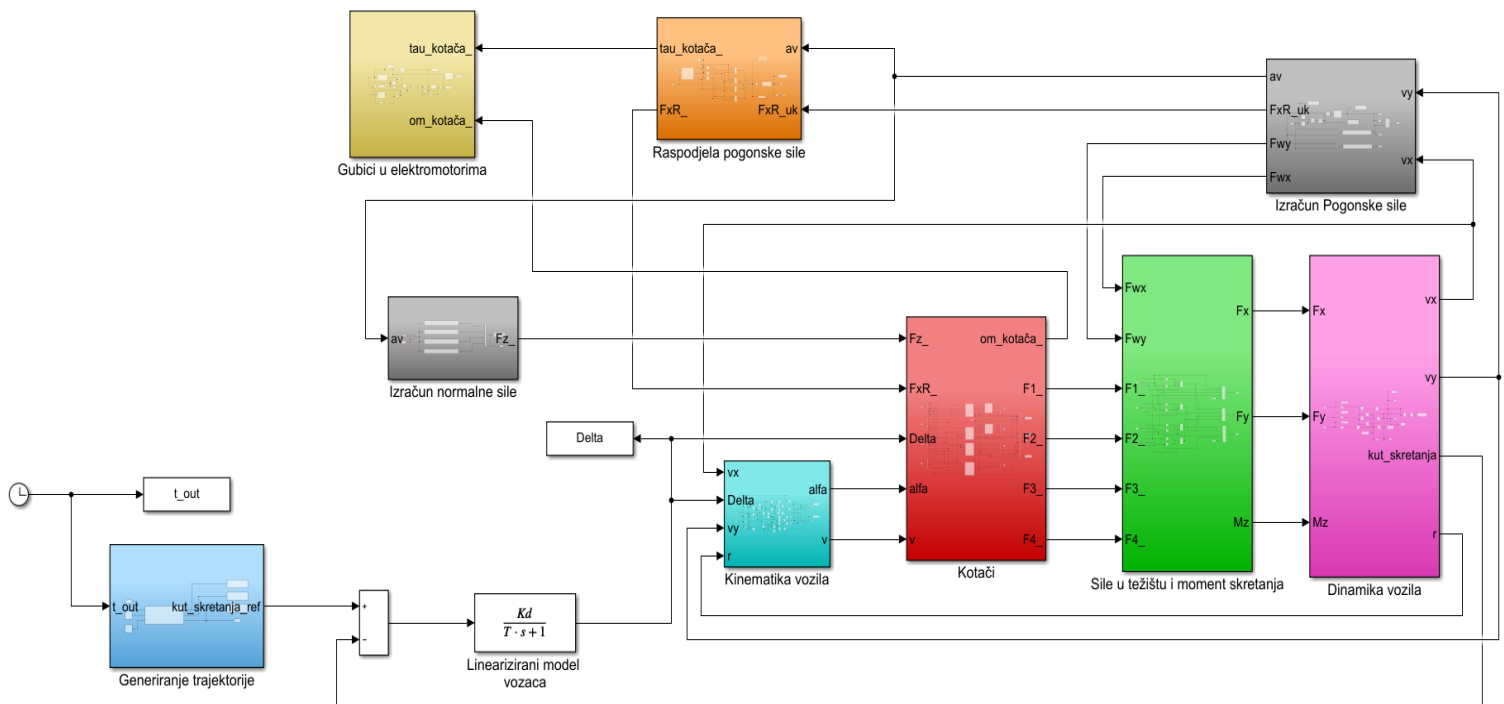 tau_kotača_
om_kotača_
Gubici u elektromotorima
tau_kotača_
av
FxR_
FxR_uk
Raspodjela pogonske sile
av
FxR_uk
Fwy
Fwx
vy
vx
Izračun Pogonske sile
av
Fz_
Izračun normalne sile
Fz_
FxR_
Delta
alfa
v
om_kotača_
F1_
F2_
F3_
F4_
Kotači
Fwx
Fwy
F1_
F2_
F3_
F4_
Fx
Fy
Mz
Sile u težištu i moment skretanja
Fx
Fy
Mz
vx
vy
kut_skretanja
r
Dinamika vozila
Delta
vx
Delta
vy
r
alfa
v
Kinematika vozila
t_out
t_out
kut_skretanja_ref
Generiranje trajektorije
+
−
Kd
T · s + 1
Linearizirani model
vozaca